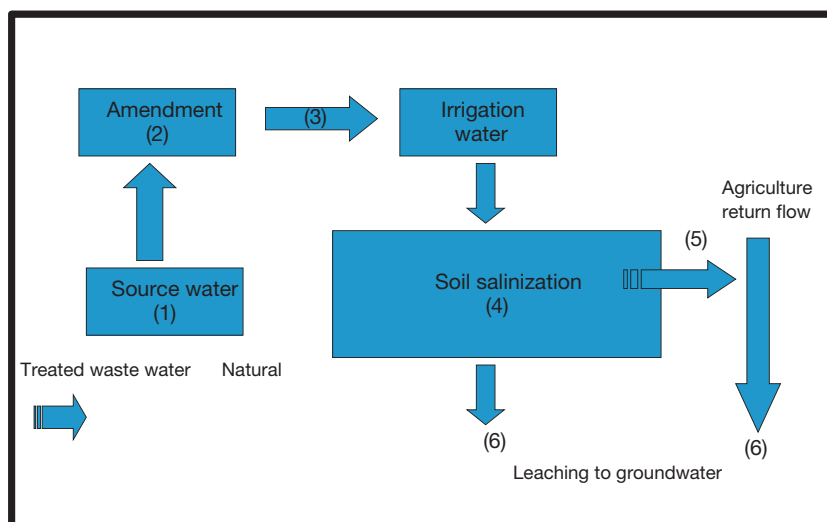 Amendment
(2)
(3)
Irrigation
water
Agriculture
return flow
(5)
Source water
(1)
Soil salinization
(4)
Treated waste water
Natural
(6)
(6)
Leaching to groundwater